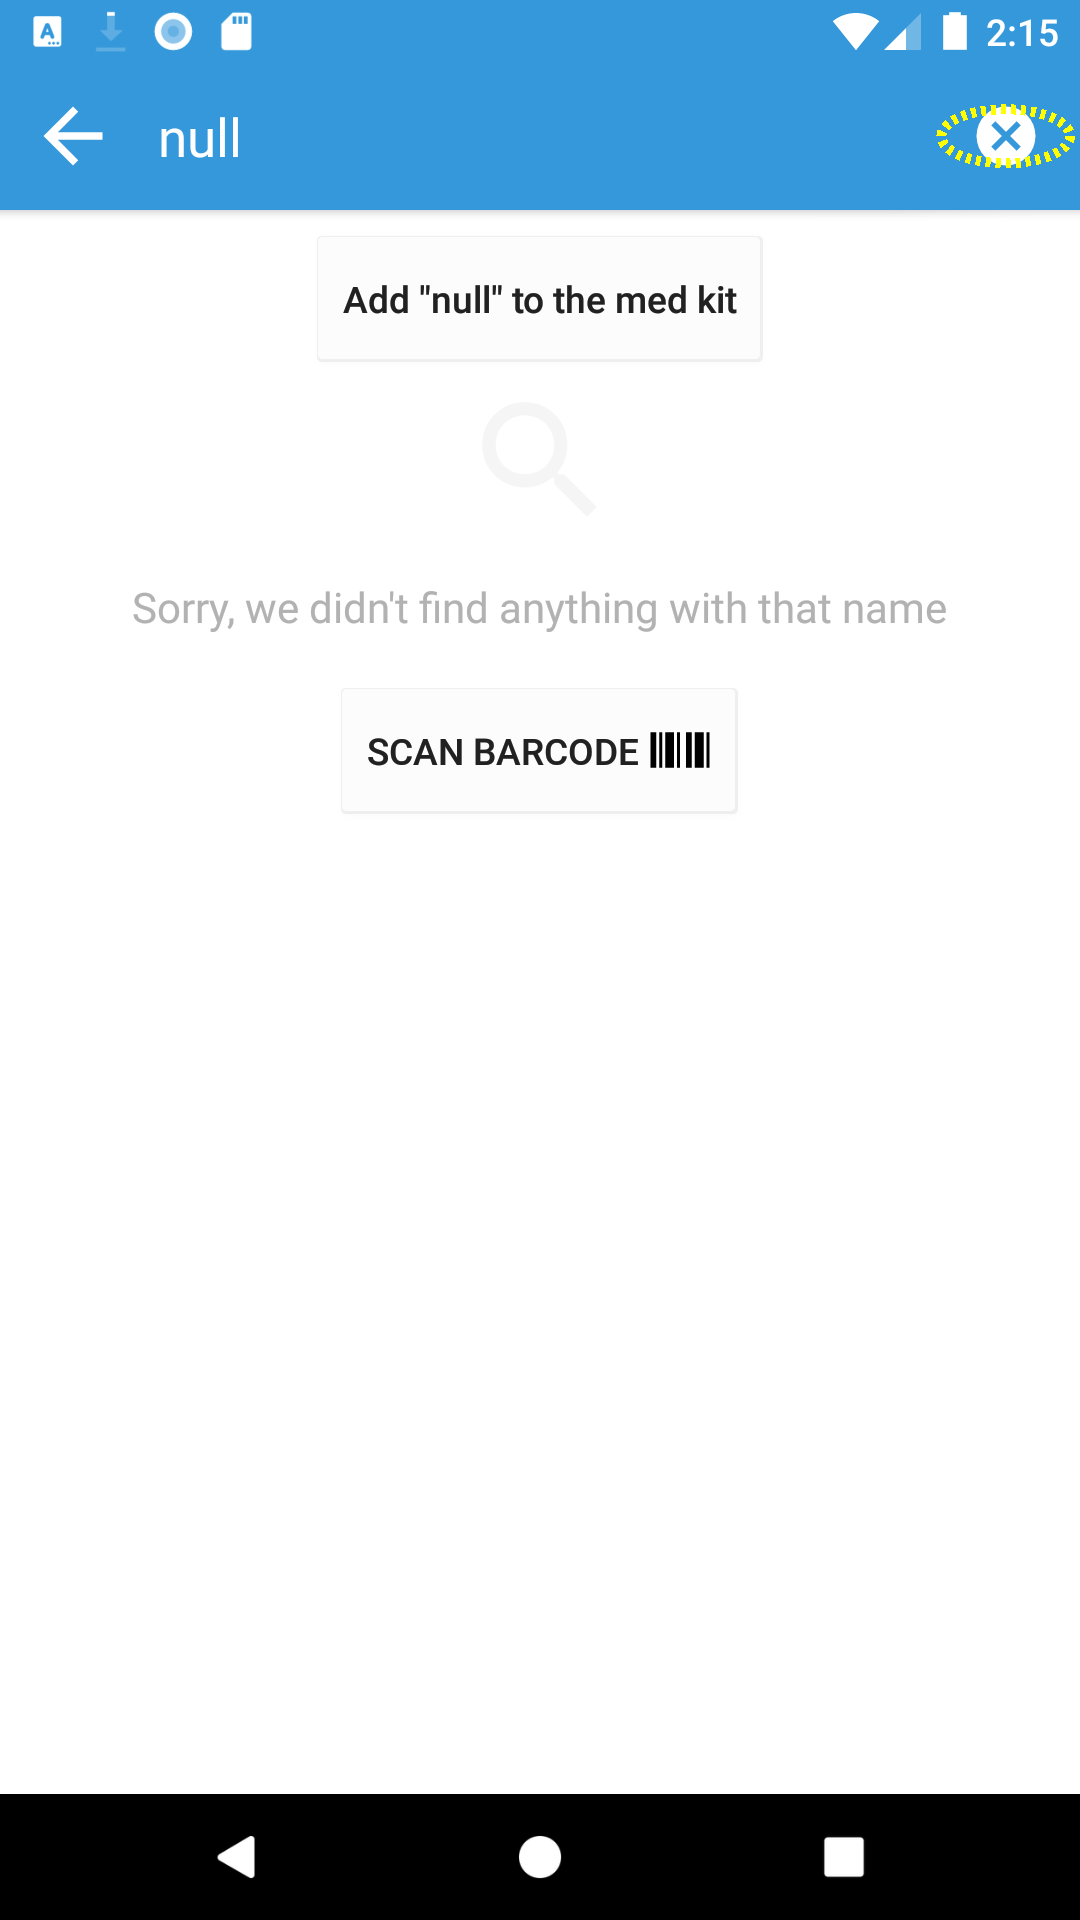 2:15
null
Add "null" to the med kit
Sorry, we didn't find anything with that name
SCAN BARCODE